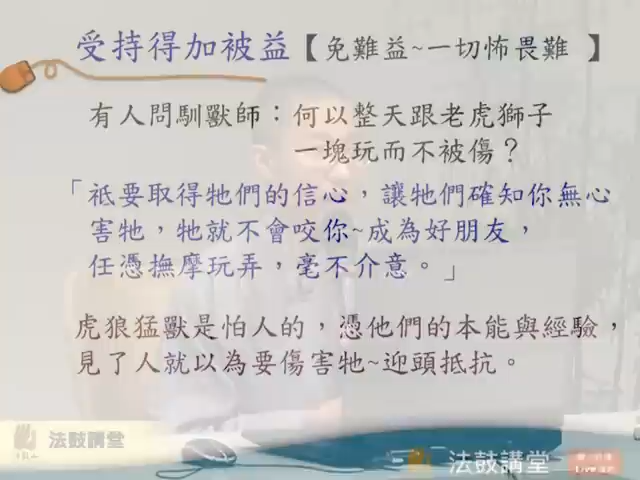 受持得加被益【免難益~一切怖畏難 】
有人問馴獸師：何以整天跟老虎獅子
一塊玩而不被傷？
「祇要取得牠們的信心，讓牠們確知你無心
害牠，牠就不會咬你~成為好朋友，
任憑撫摩玩弄，毫不介意。」
虎狼猛獸是怕人的，憑他們的本能與經驗，
見了人就以為要傷害牠~迎頭抵抗。
法鼓講堂
法鼓講堂
Live